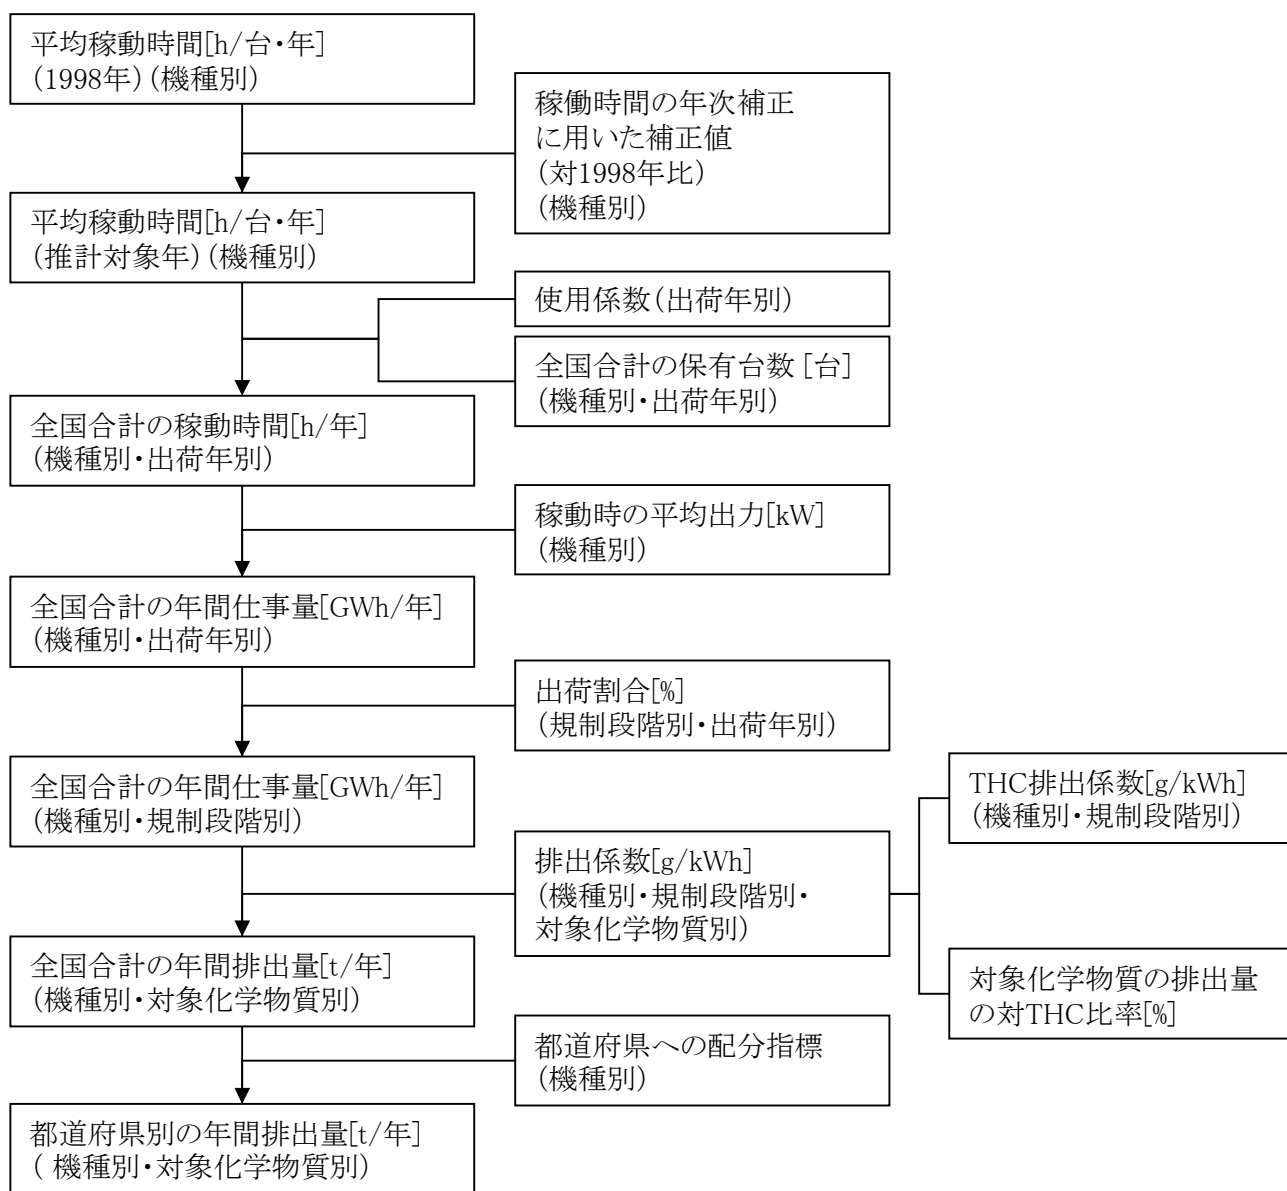 平均稼動時間[h/台・年]
(1998年)(機種別)
稼働時間の年次補正
に用いた補正値
(対1998年比)
(機種別)
平均稼動時間[h/台・年]
(推計対象年)(機種別)
使用係数(出荷年別)
全国合計の保有台数[台]
(機種別・出荷年別)
全国合計の稼動時間[h/年]
(機種別・出荷年別)
稼動時の平均出力[kW]
(機種別)
全国合計の年間仕事量[GWh/年]
(機種別・出荷年別)
出荷割合[%]
(規制段階別・出荷年別)
全国合計の年間仕事量[GWh/年]
(機種別・規制段階別)
THC排出係数[g/kWh]
(機種別・規制段階別)
排出係数[g/kWh]
(機種別・規制段階別・
対象化学物質別)
全国合計の年間排出量[t/年]
(機種別・対象化学物質別)
対象化学物質の排出量
の対THC比率[%]
都道府県への配分指標
(機種別)
都道府県別の年間排出量[t/年]
( 機種別・対象化学物質別)